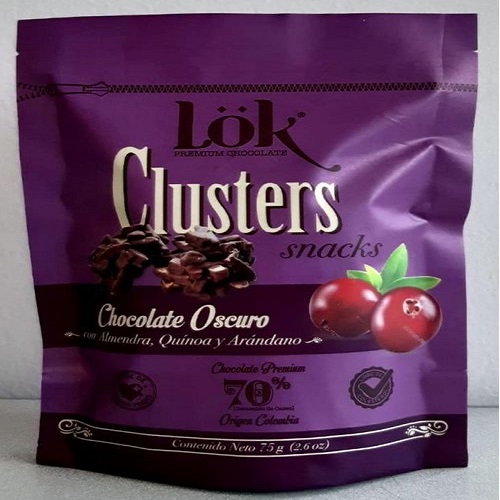 Lök®
PREMIUM CHOCOLATE
Clusters
snacks
Chocolate Oscuro
con Almendra, Quínoa y Arándano
Chocolate Premium
70%
Origen Colombia
Contenido Neto 75 g (2.6 oz)